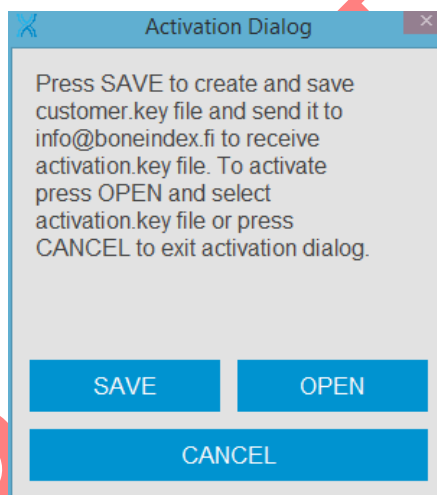 Activation Dialog
Press SAVE to create and save
customer.key file and send it to
info@boneindex.fi to receive
activation.key file. To activate
press OPEN and select
activation.key file or press
CANCEL to exit activation dialog.
SAVE OPEN
CANCEL